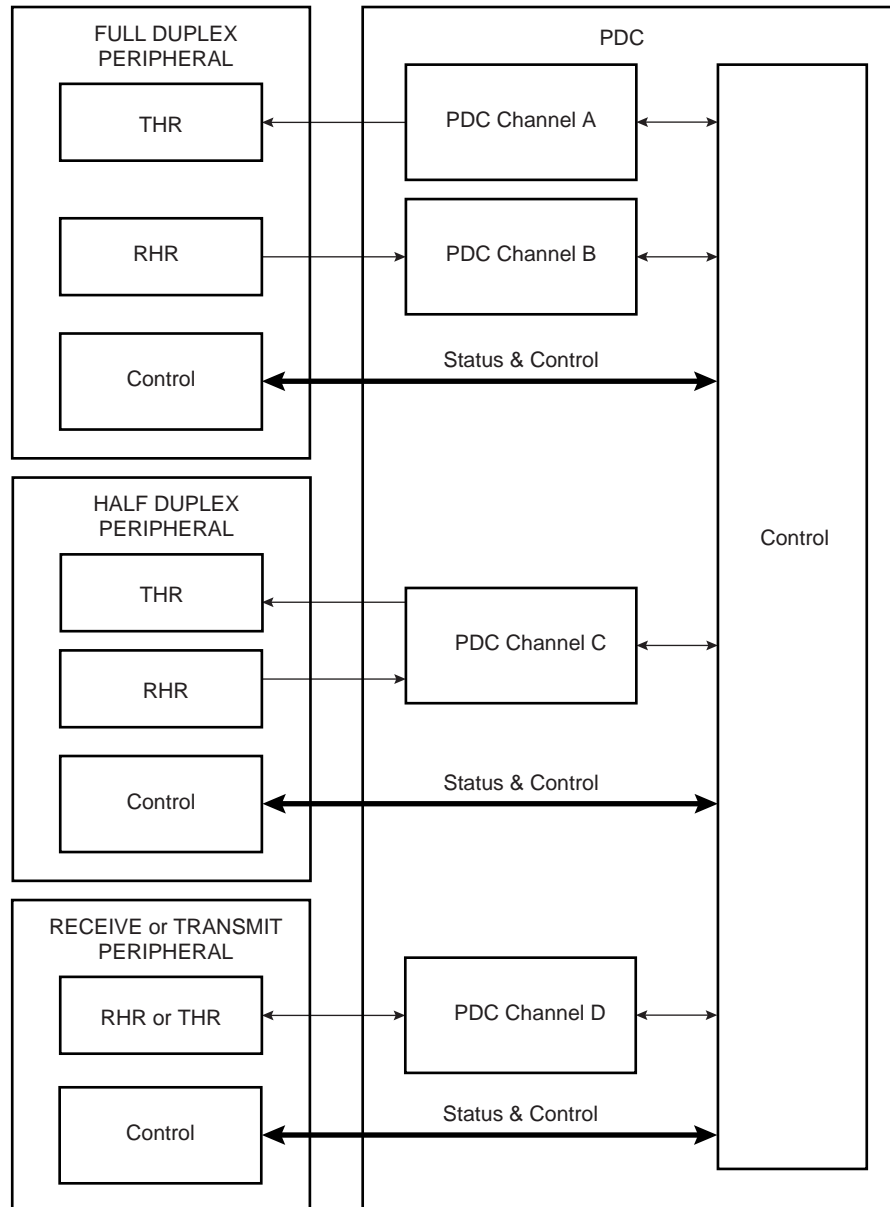 FULL DUPLEX
PERIPHERAL
PDC
THR
PDC Channel A
RHR
PDC Channel B
Control
Status & Control
HALF DUPLEX
PERIPHERAL
Control
THR
PDC Channel C
RHR
Control
Status & Control
RECEIVE or TRANSMIT
PERIPHERAL
RHR or THR
PDC Channel D
Control
Status & Control